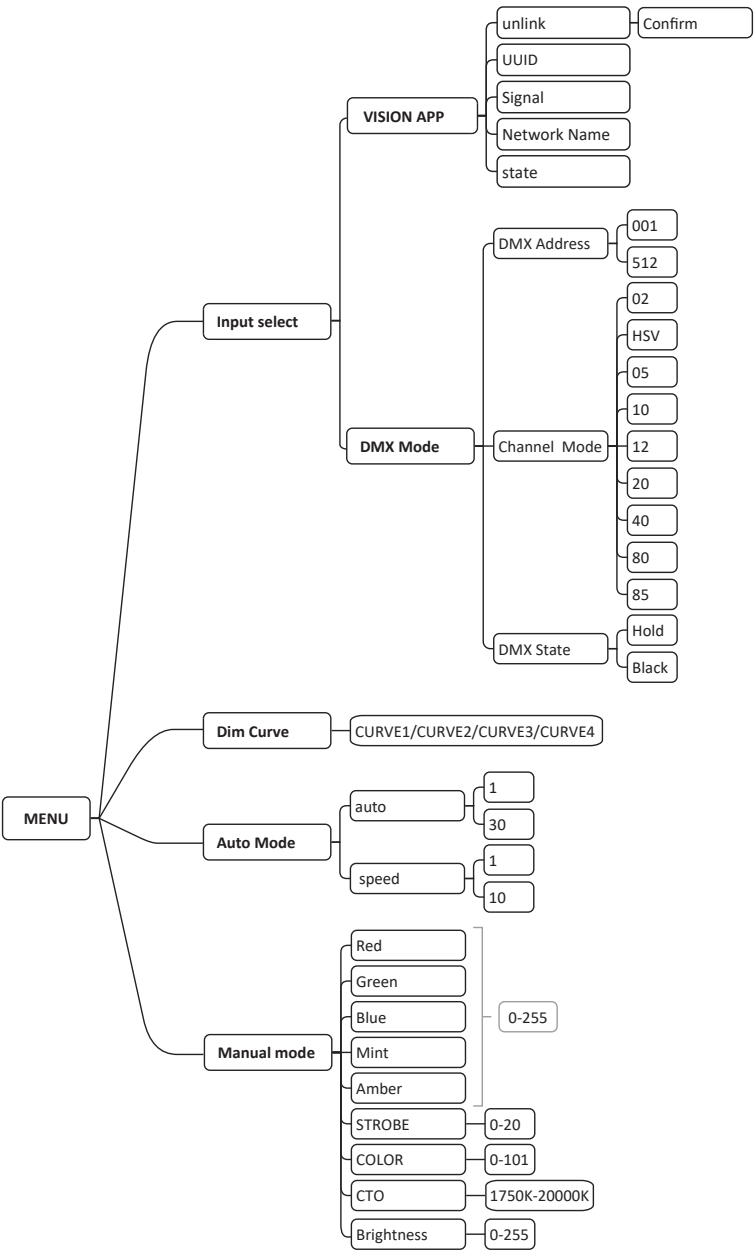 MENU
Input select
VISION APP
unlink
Confirm
UUID
Signal
Network Name
state
DMX Mode
DMX Address
001
512
Channel  Mode
02
HSV
05
10
12
20
40
80
85
DMX State
Hold
Black
Dim Curve
CURVE1/CURVE2/CURVE3/CURVE4
Auto Mode
auto
1
30
speed
1
10
Manual mode
Red
Green
Blue
Mint
Amber
0-255
STROBE
0-20
COLOR
0-101
CTO
1750K-20000K
Brightness
0-255